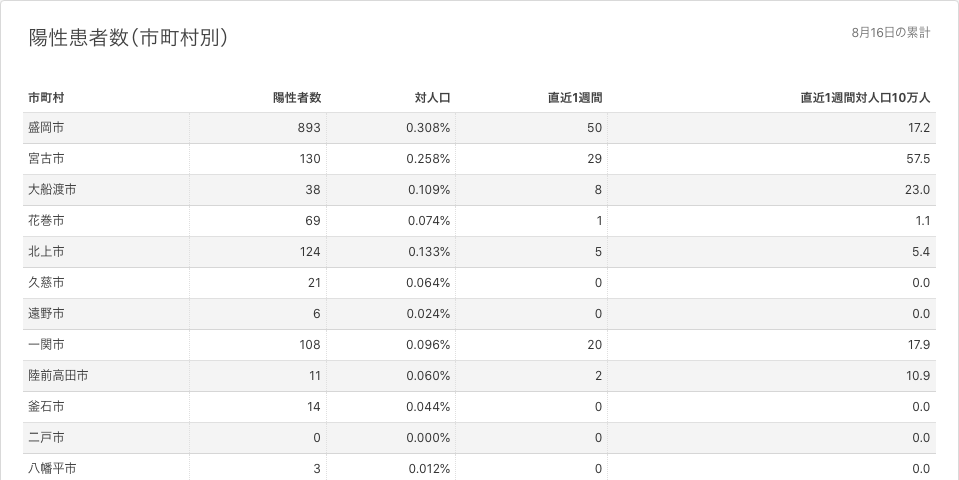 陽性患者数（市町村別）
8月16日の累計
市町村 陽性者数 対人口 直近1週間 直近1週間対人口10万人
盛岡市 893 0.308% 50 17.2
宮古市 130 0.258% 29 57.5
大船渡市 38 0.109% 8 23.0
花巻市 69 0.074% 1 1.1
北上市 124 0.133% 5 5.4
久慈市 21 0.064% 0 0.0
遠野市 6 0.024% 0 0.0
一関市 108 0.096% 20 17.9
陸前高田市 11 0.060% 2 10.9
釜石市 14 0.044% 0 0.0
二戸市 0 0.000% 0 0.0
八幡平市 3 0.012% 0 0.0